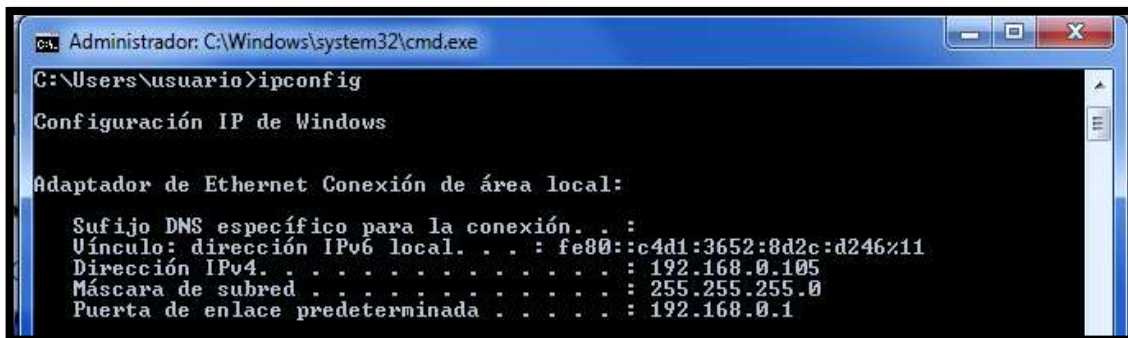 Administrador: C:\Windows\system32\cmd.exe
C:\Users\usuario>ipconfig
Configuración IP de Windows
Adaptador de Ethernet Conexión de área local:
Sufijo DNS específico para la conexión. . :
Vínculo: dirección IPv6 local. . . : fe80::c4d1:3652:8d2c:d246%11
Dirección IPv4. . . . . . . . . . . . . . : 192.168.0.105
Máscara de subred . . . . . . . . . . . . : 255.255.255.0
Puerta de enlace predeterminada . . . . . : 192.168.0.1